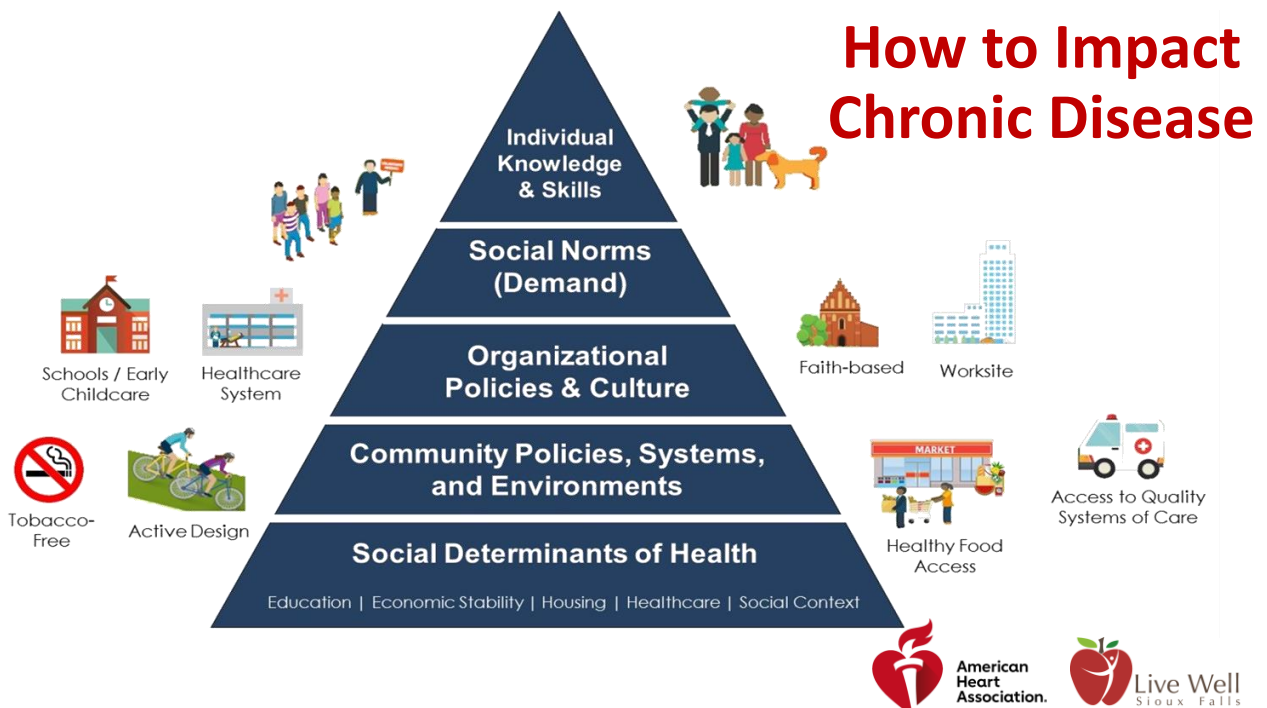 How to Impact
Chronic Disease
Individual
Knowledge
& Skills
Social Norms
(Demand)
Schools / Early
Childcare
Healthcare
System
Organizational
Policies & Culture
Faith-based
Worksite
Tobacco-
Free
Active Design
Community Policies, Systems,
and Environments
MARKET
Healthy Food
Access
Access to Quality
Systems of Care
Social Determinants of Health
Education | Economic Stability | Housing | Healthcare | Social Context
American
Heart
Association.
Live Well
Sioux Falls